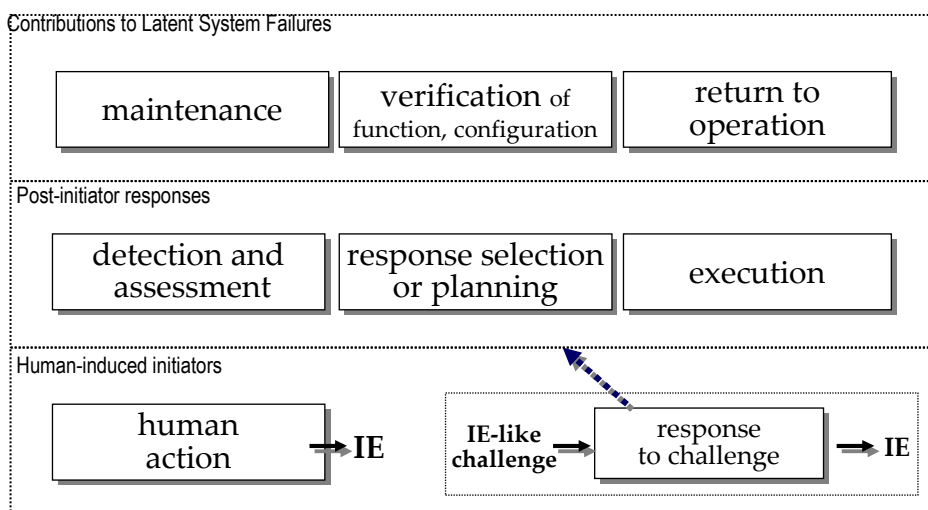 Contributions to Latent System Failures
maintenance
verification of
function, configuration
return to
operation
Post-initiator responses
detection and
assessment
response selection
or planning
execution
Human-induced initiators
human
action
IE
IE-like
challenge
response
to challenge
IE